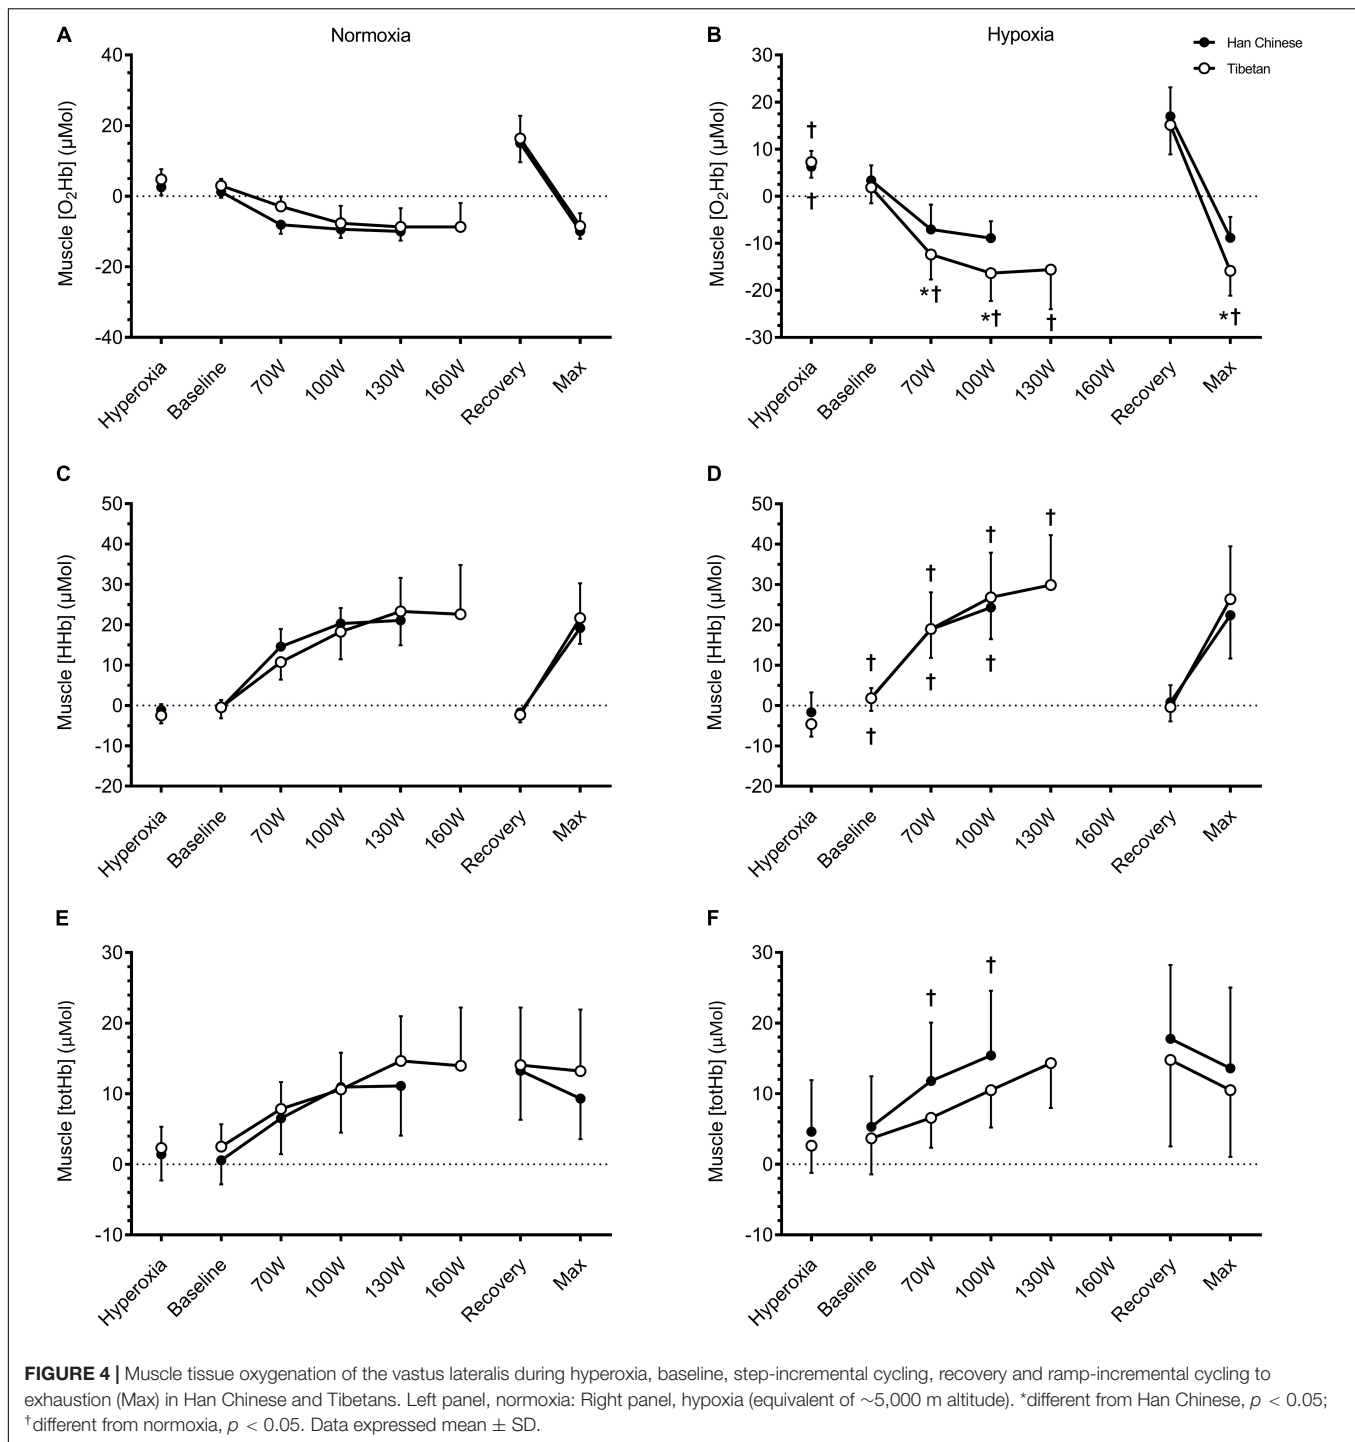 A
Normoxia
Muscle [O₂Hb] (μMol)
40
20
0
-20
-40
Hyperoxia
Baseline
70W
100W
130W
160W
Recovery
Max
B
Hypoxia
Han Chinese
Tibetan
Muscle [O₂Hb] (μMol)
30
20
10
0
-10
-20
-30
†
†
*†
*†
†
*†
Hyperoxia
Baseline
70W
100W
130W
160W
Recovery
Max
C
Muscle [HHb] (μMol)
50
40
30
20
10
0
-10
-20
Hyperoxia
Baseline
70W
100W
130W
160W
Recovery
Max
D
Muscle [HHb] (μMol)
50
40
30
20
10
0
-10
-20
†
†
†
†
†
†
†
Hyperoxia
Baseline
70W
100W
130W
160W
Recovery
Max
E
Muscle [totHb] (μMol)
30
20
10
0
-10
Hyperoxia
Baseline
70W
100W
130W
160W
Recovery
Max
F
Muscle [totHb] (μMol)
30
20
10
0
-10
†
†
Hyperoxia
Baseline
70W
100W
130W
160W
Recovery
Max
FIGURE 4 | Muscle tissue oxygenation of the vastus lateralis during hyperoxia, baseline, step-incremental cycling, recovery and ramp-incremental cycling to
exhaustion (Max) in Han Chinese and Tibetans. Left panel, normoxia: Right panel, hypoxia (equivalent of ~5,000 m altitude). *different from Han Chinese, p < 0.05;
†different from normoxia, p < 0.05. Data expressed mean ± SD.